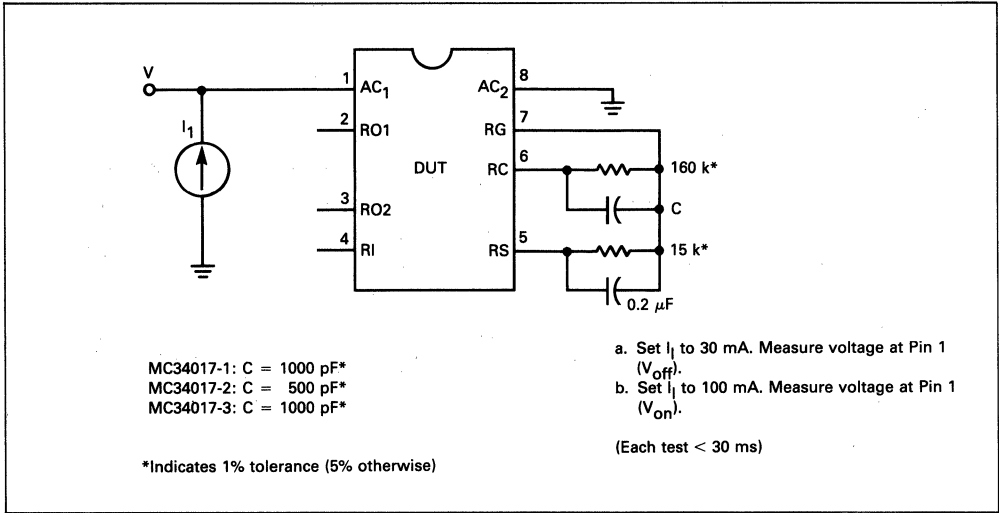 V
I1
1 AC1
2 RO1
3 RO2
4 RI
DUT
AC2 8
RG 7
RC 6
RS 5
160 k*
C
15 k*
0.2 μF
MC34017-1: C = 1000 pF*
MC34017-2: C = 500 pF*
MC34017-3: C = 1000 pF*
*Indicates 1% tolerance (5% otherwise)
a. Set II to 30 mA. Measure voltage at Pin 1
(Voff).
b. Set II to 100 mA. Measure voltage at Pin 1
(Von).
(Each test < 30 ms)